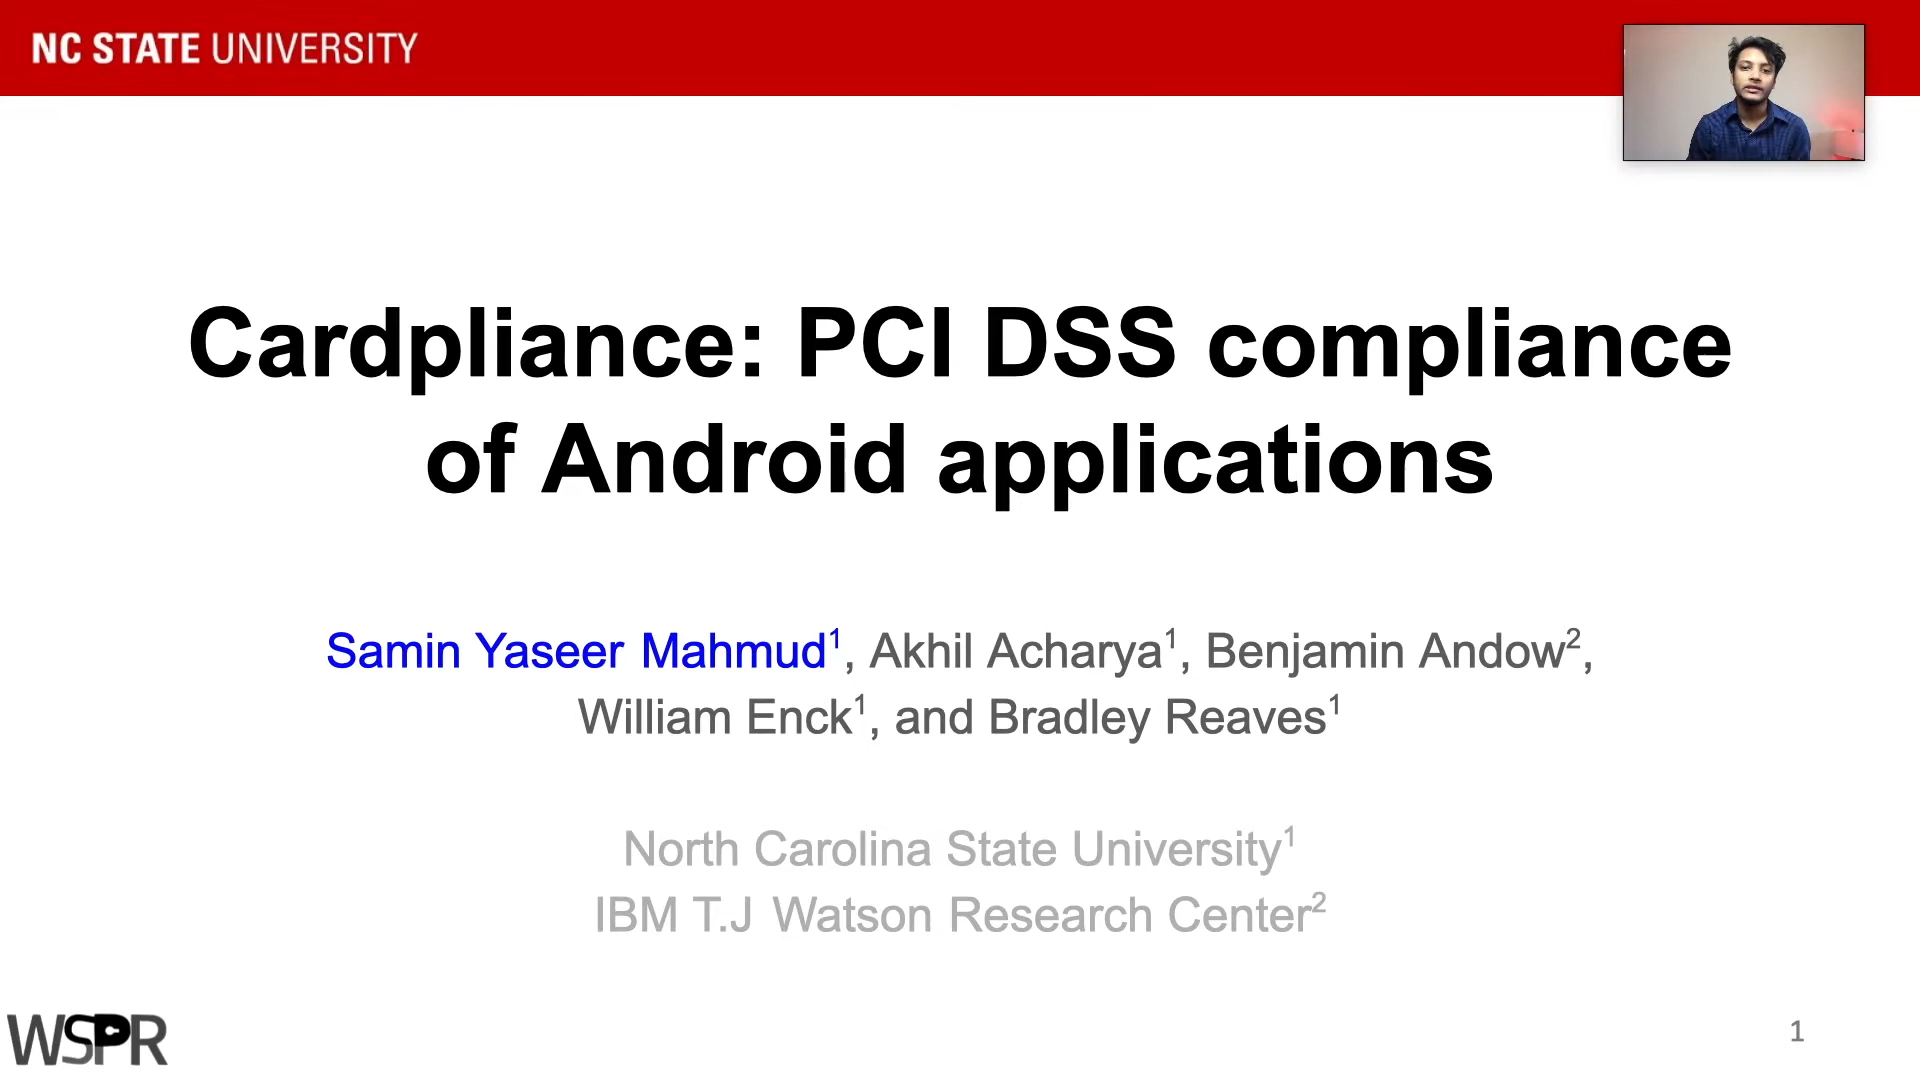 NC STATE UNIVERSITY
Cardpliance: PCI DSS compliance
of Android applications
Samin Yaseer Mahmud¹, Akhil Acharya¹, Benjamin Andow²,
William Enck¹, and Bradley Reaves¹
North Carolina State University¹
IBM T.J Watson Research Center²
WSPR
1